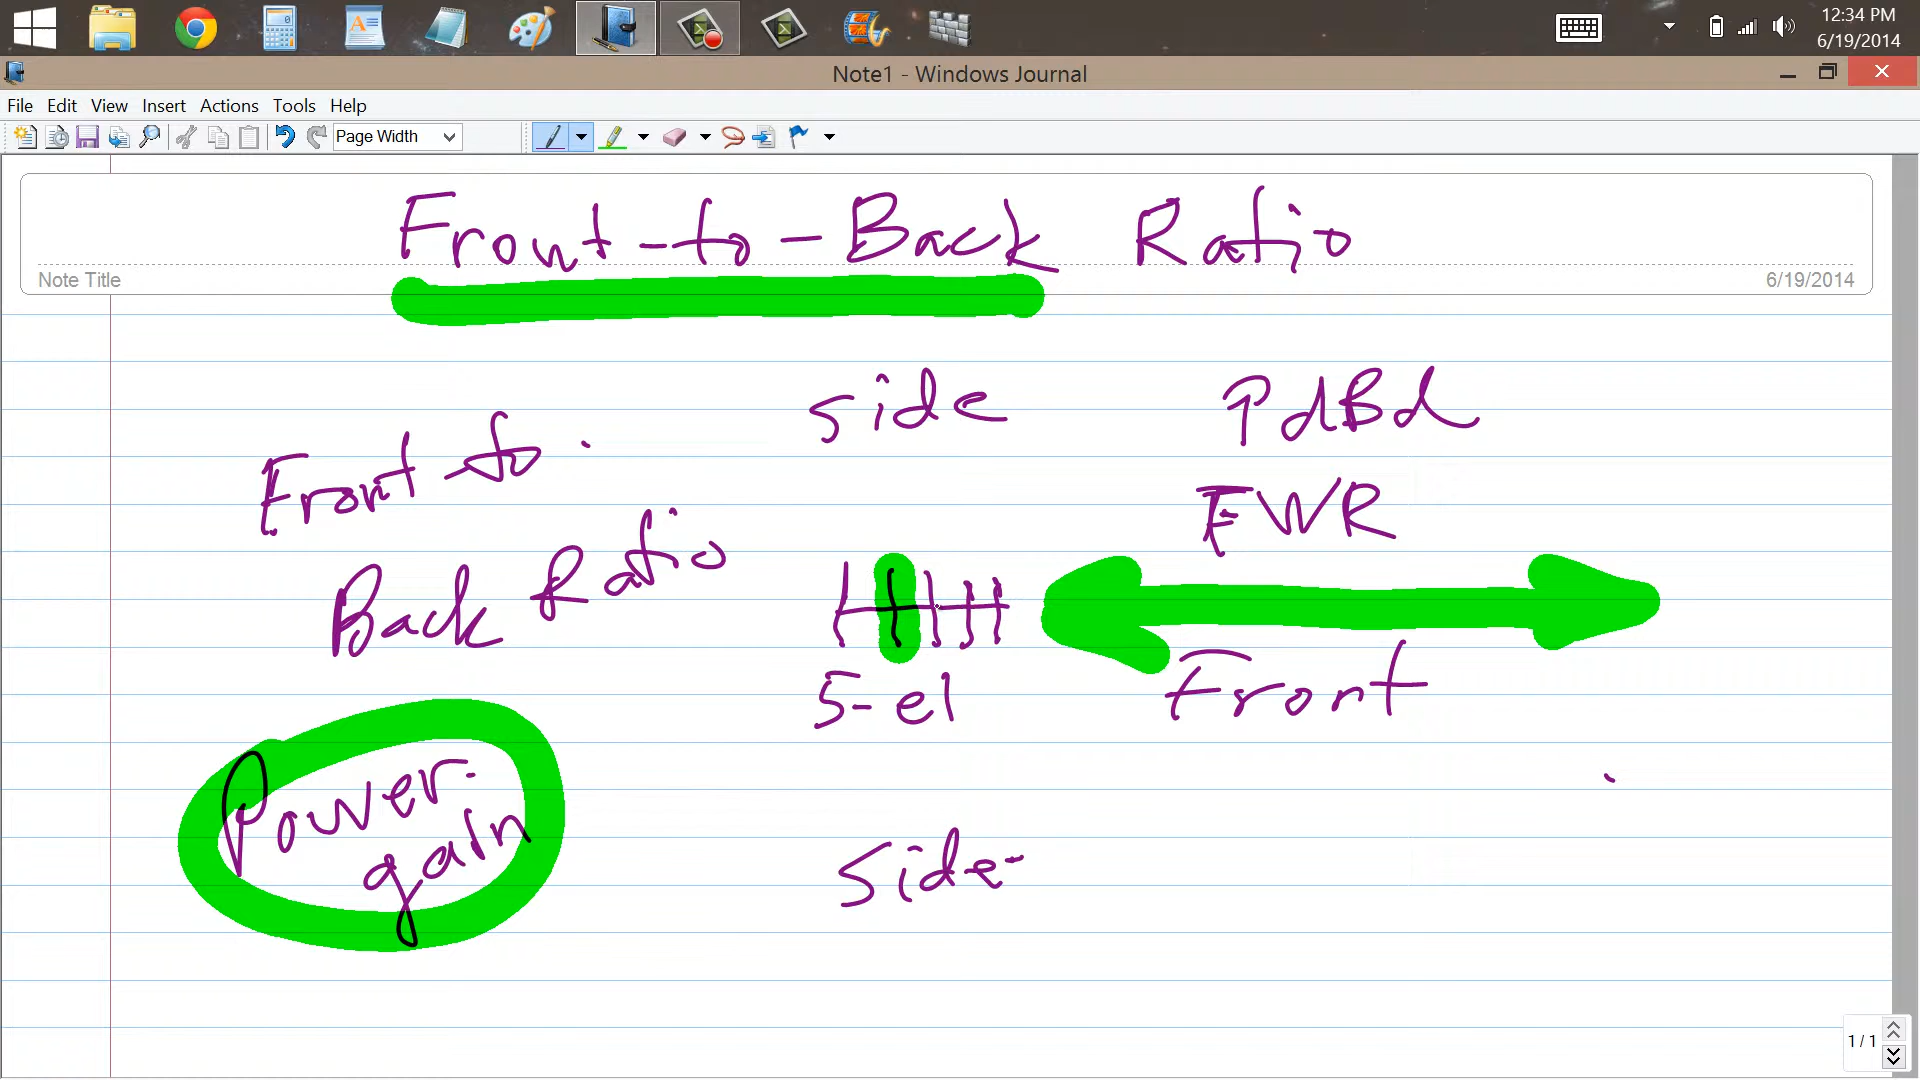 12:34 PM
6/19/2014
Note1 - Windows Journal
File Edit View Insert Actions Tools Help
Page Width
Front-to-Back Ratio
Note Title
6/19/2014
side
PdBd
Front-to
FWR
Back Ratio
5-el
Front
Power
gain
Side
1 / 1